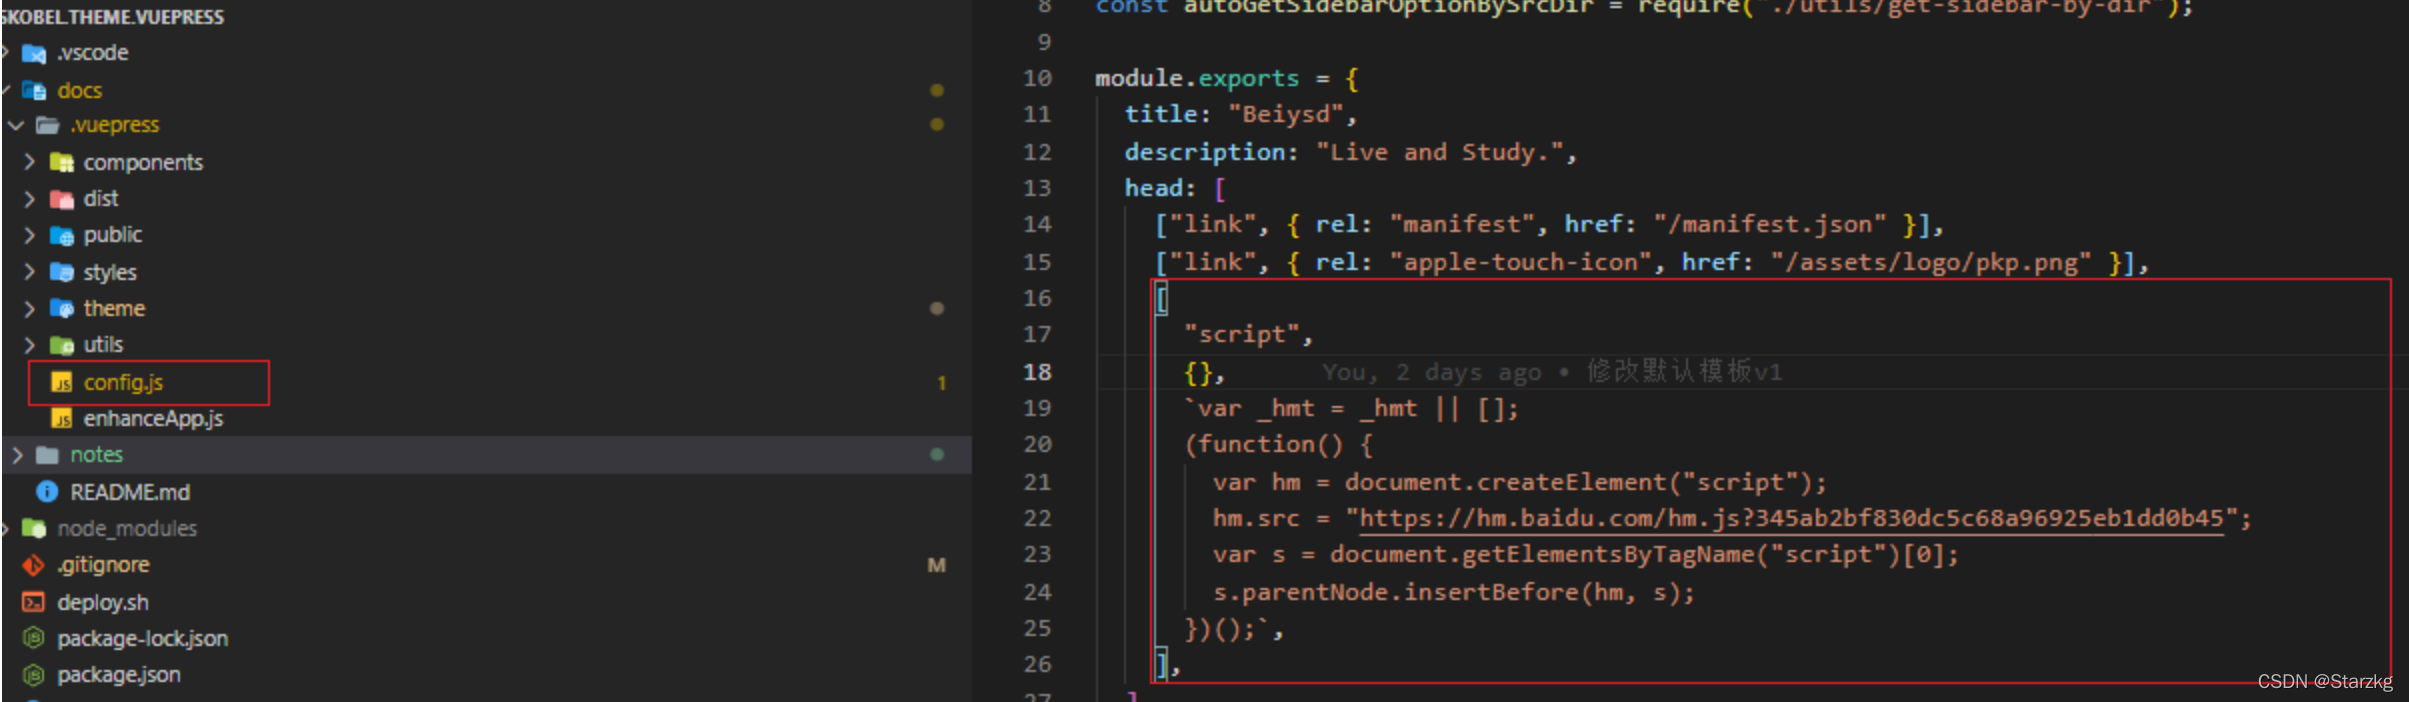 SKOBEL.THEME.VUEPRESS
.vscode
docs
.vuepress
components
dist
public
styles
theme
utils
config.js 1
enhanceApp.js
notes
README.md
node_modules
.gitignore M
deploy.sh
package-lock.json
package.json
8 const autoGetSidebarOptionBySrcDir = require("./utils/get-sidebar-by-dir");
9
10 module.exports = {
11 title: "Beiysd",
12 description: "Live and Study.",
13 head: [
14 ["link", { rel: "manifest", href: "/manifest.json" }],
15 ["link", { rel: "apple-touch-icon", href: "/assets/logo/pkp.png" }],
16 [
17 "script",
18 {}, You, 2 days ago • 修改默认模板v1
19 `var _hmt = _hmt || [];
20 (function() {
21 var hm = document.createElement("script");
22 hm.src = "https://hm.baidu.com/hm.js?345ab2bf830dc5c68a96925eb1dd0b45";
23 var s = document.getElementsByTagName("script")[0];
24 s.parentNode.insertBefore(hm, s);
25 })();`,
26 ],
27 ]
CSDN @Starzkg